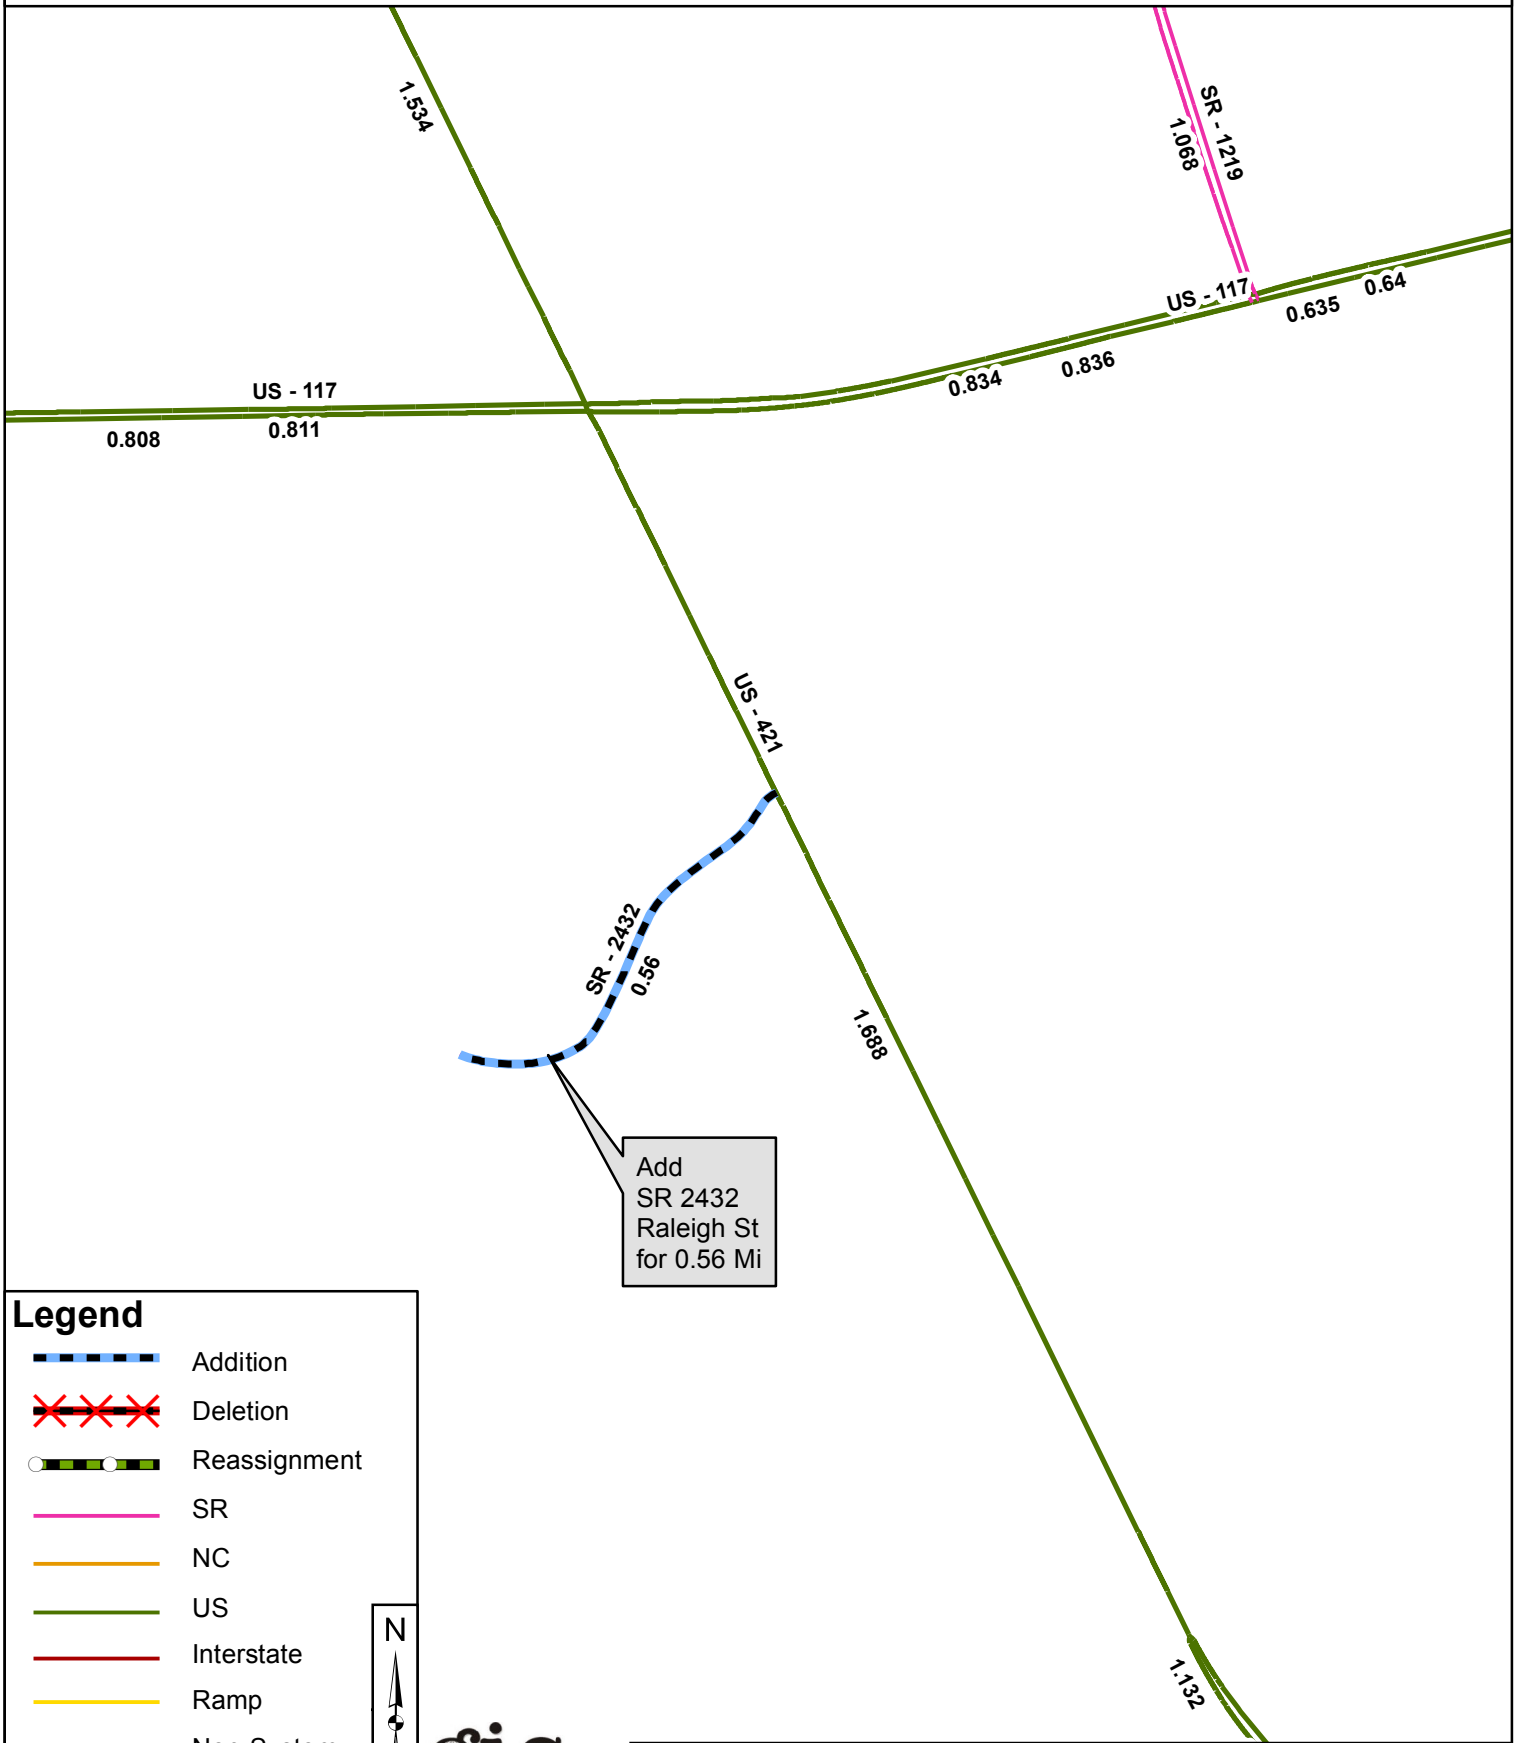 1.534
SR - 1219
1.068
US - 117
0.64
0.635
0.836
0.834
US - 117
0.811
0.808
US - 421
SR - 2432
0.56
1.688
Add
SR 2432
Raleigh St
for 0.56 Mi
Legend
Addition
Deletion
Reassignment
SR
NC
US
Interstate
Ramp
N
1.132